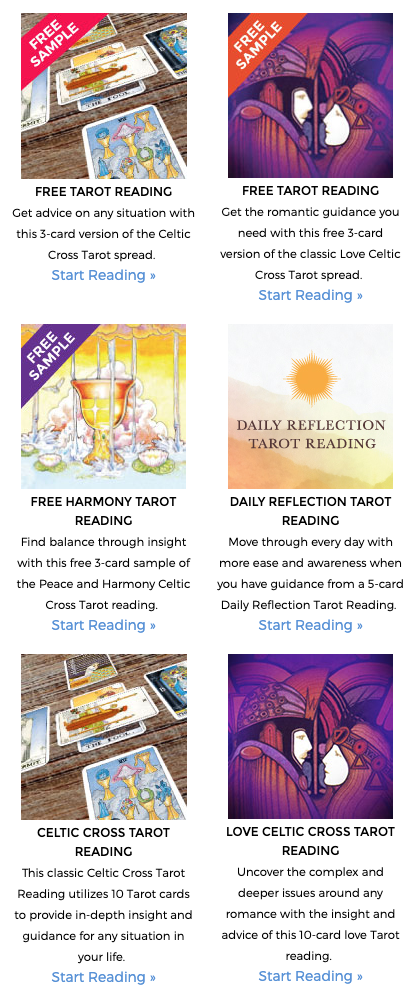 FREE
SAMPLE
THE FOOL
FREE TAROT READING
Get advice on any situation with
this 3-card version of the Celtic
Cross Tarot spread.
Start Reading »
FREE
SAMPLE
FREE TAROT READING
Get the romantic guidance you
need with this free 3-card
version of the classic Love Celtic
Cross Tarot spread.
Start Reading »
FREE
SAMPLE
FREE HARMONY TAROT
READING
Find balance through insight
with this free 3-card sample of
the Peace and Harmony Celtic
Cross Tarot reading.
Start Reading »
DAILY REFLECTION
TAROT READING
DAILY REFLECTION TAROT
READING
Move through every day with
more ease and awareness when
you have guidance from a 5-card
Daily Reflection Tarot Reading.
Start Reading »
THE FOOL
CELTIC CROSS TAROT
READING
This classic Celtic Cross Tarot
Reading utilizes 10 Tarot cards
to provide in-depth insight and
guidance for any situation in
your life.
Start Reading »
LOVE CELTIC CROSS TAROT
READING
Uncover the complex and
deeper issues around any
romance with the insight and
advice of this 10-card love Tarot
reading.
Start Reading »